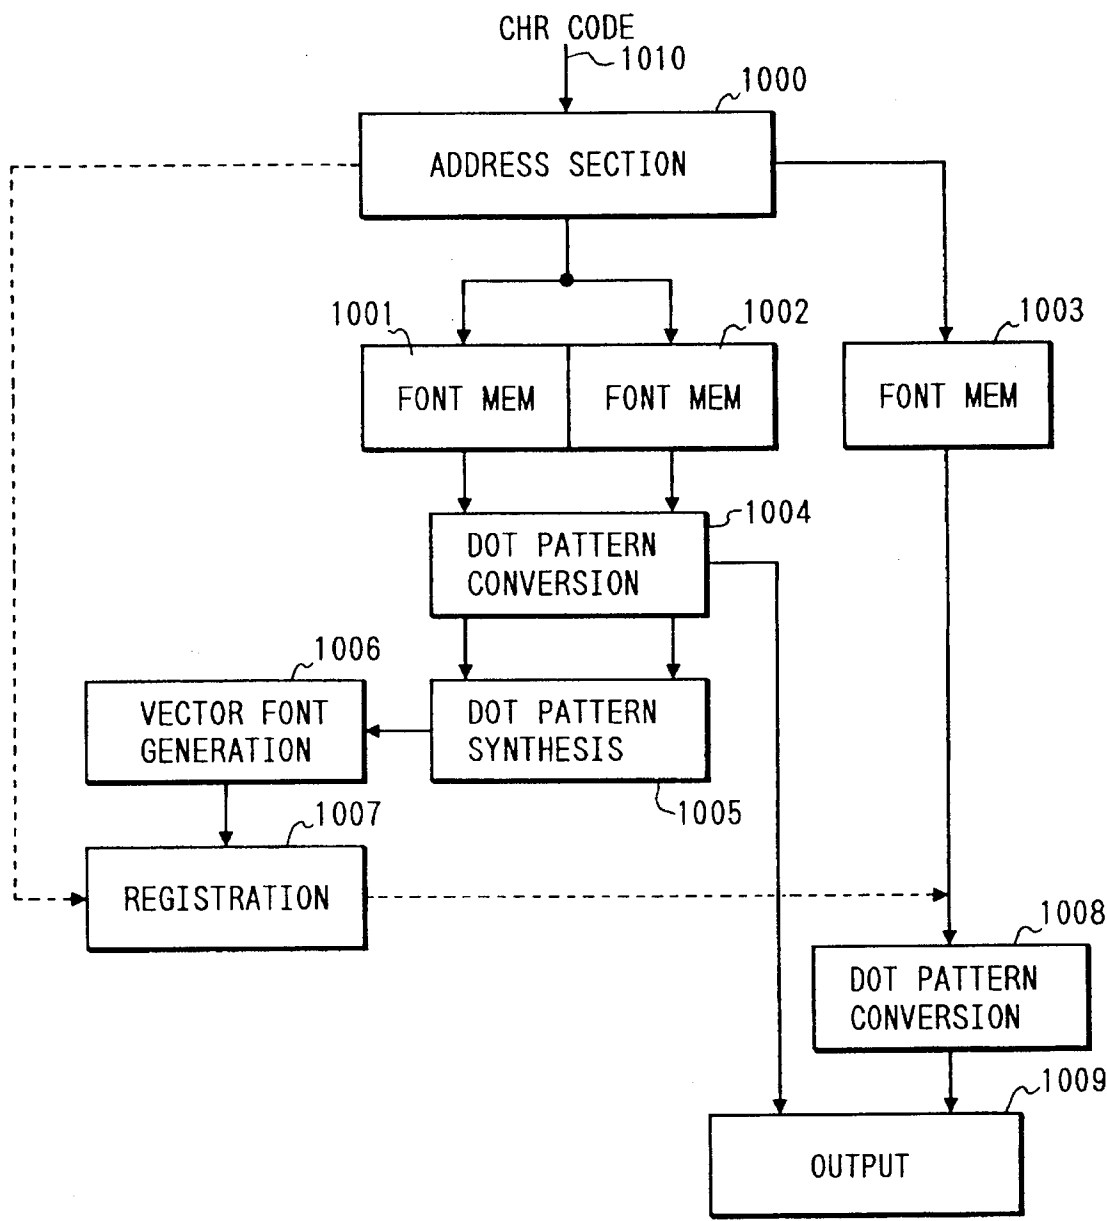 CHR CODE
1010
1000
ADDRESS SECTION
1001
1002
1003
FONT MEM
FONT MEM
FONT MEM
1004
DOT PATTERN
CONVERSION
1006
VECTOR FONT
GENERATION
DOT PATTERN
SYNTHESIS
1005
1007
REGISTRATION
1008
DOT PATTERN
CONVERSION
1009
OUTPUT